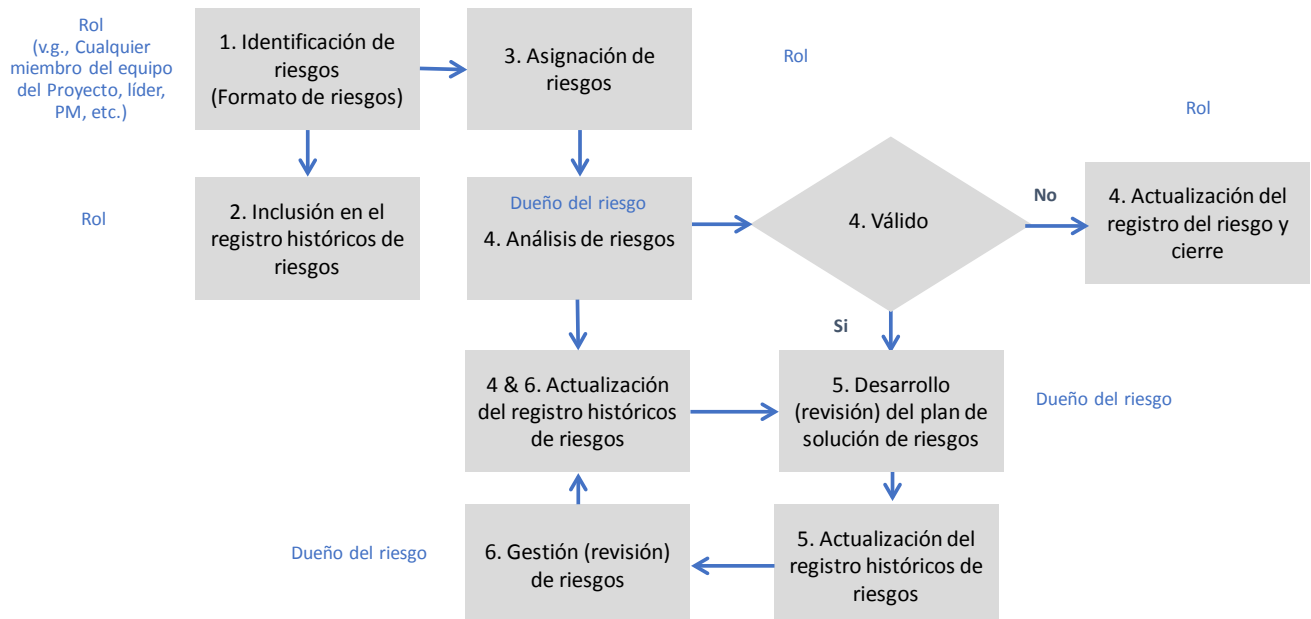 Rol
(v.g., Cualquier
miembro del equipo
del Proyecto, líder,
PM, etc.)
1. Identificación de
riesgos
(Formato de riesgos)
3. Asignación de
riesgos
Rol
Rol
Rol
2. Inclusión en el
registro históricos de
riesgos
Dueño del riesgo
4. Análisis de riesgos
4. Válido
No
4. Actualización del
registro del riesgo y
cierre
Si
4 & 6. Actualización
del registro históricos
de riesgos
5. Desarrollo
(revisión) del plan de
solución de riesgos
Dueño del riesgo
Dueño del riesgo
6. Gestión (revisión)
de riesgos
5. Actualización del
registro históricos de
riesgos